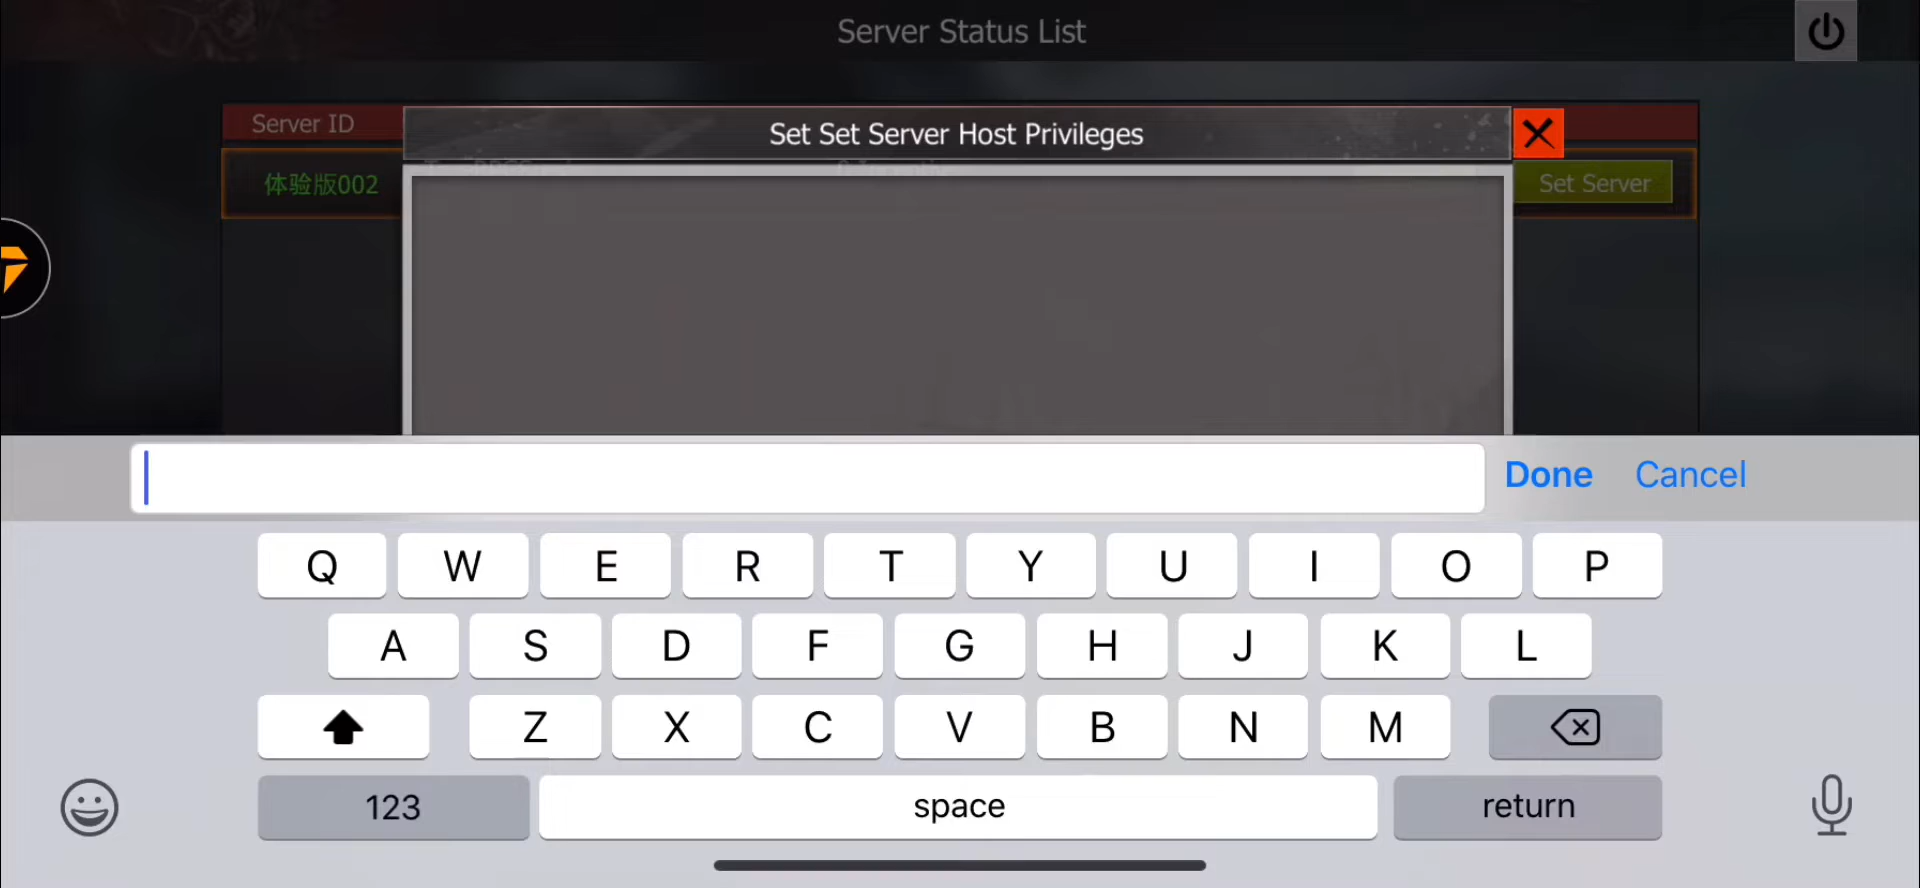 Server Status List
Server ID
Set Set Server Host Privileges
体验版002
Set Server
Done Cancel
Q W E R T Y U I O P
A S D F G H J K L
Z X C V B N M
123 space return